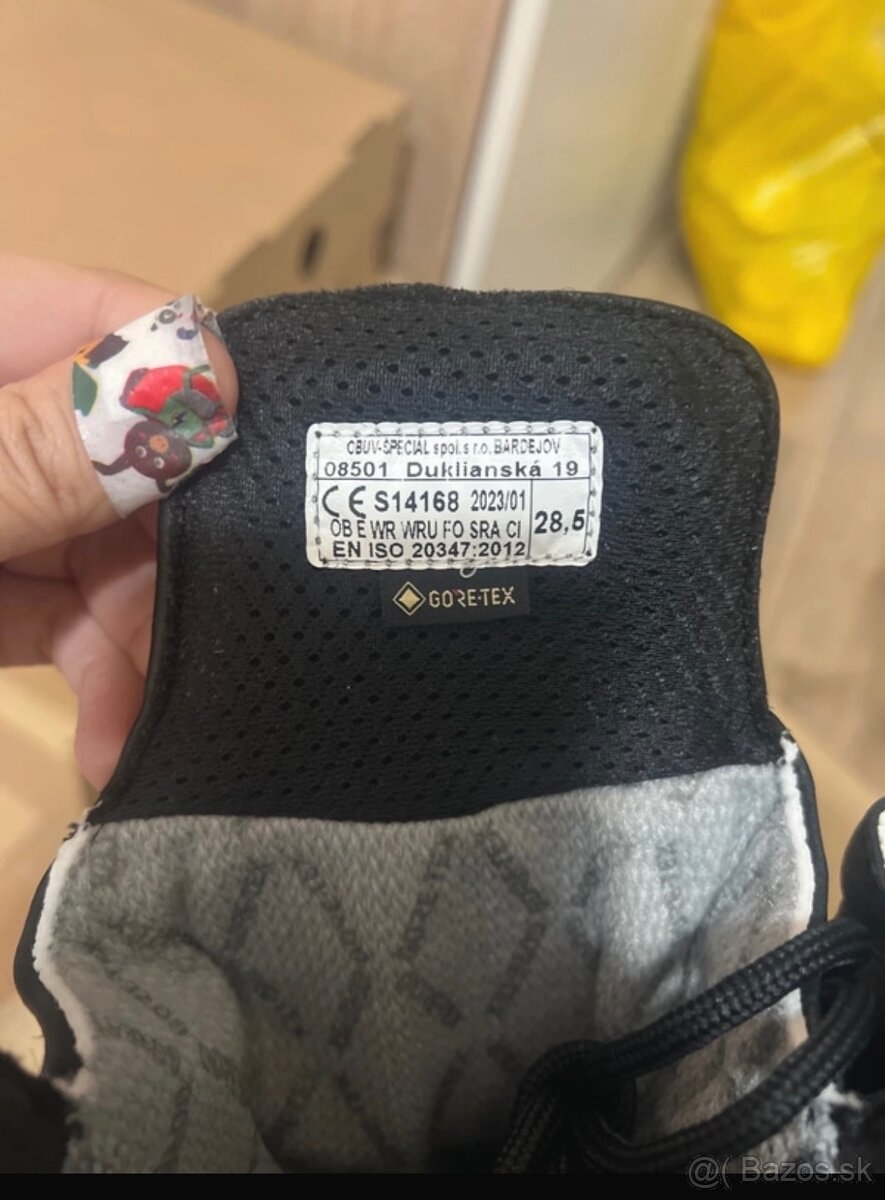 OBUV-ŠPECIÁL spol.s r.o. BARDEJOV
08501 Duklianská 19
CE S14168 2023/01
OB E WR WRU FO SRA CI
28,5
EN ISO 20347:2012
GORE-TEX
@( Bazos.sk